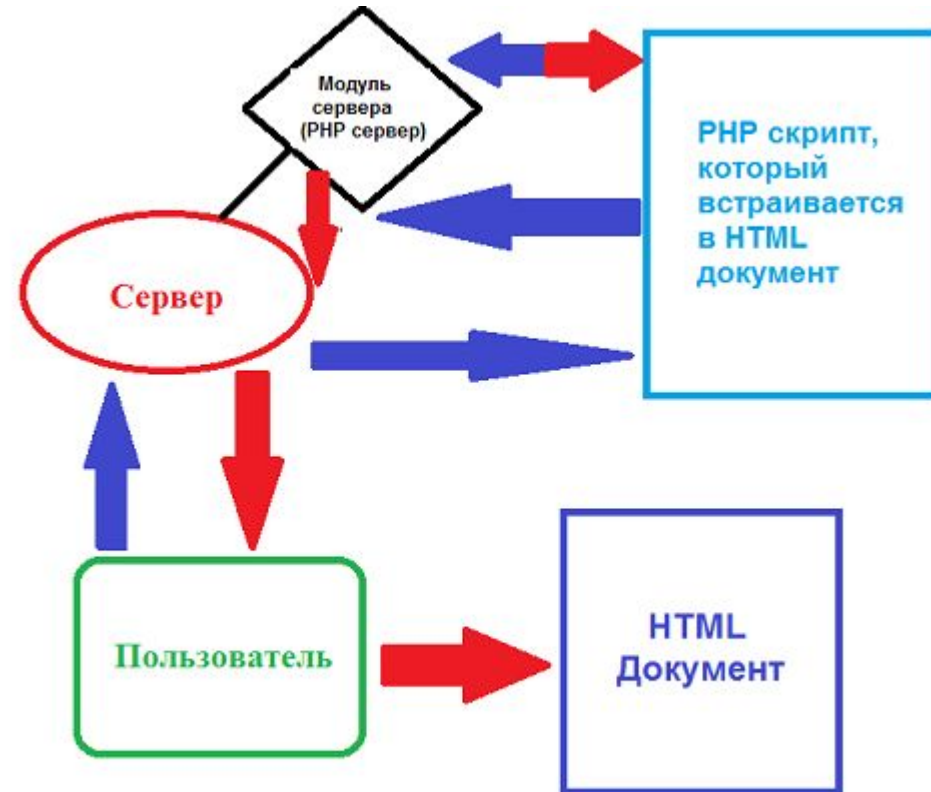 Модуль
сервера
(PHP сервер)
PHP скрипт,
который
встраивается
в HTML
документ
Сервер
Пользователь
HTML
Документ